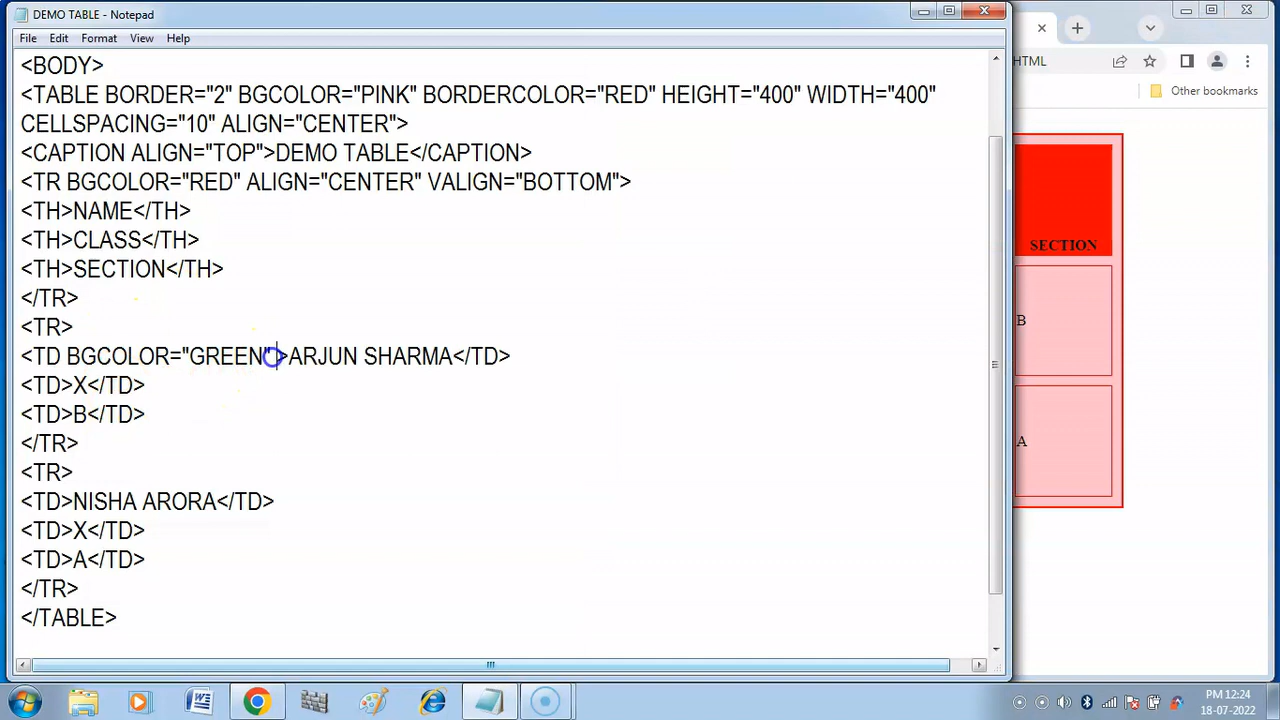 DEMO TABLE - Notepad
File Edit Format View Help
<BODY>
<TABLE BORDER="2" BGCOLOR="PINK" BORDERCOLOR="RED" HEIGHT="400" WIDTH="400"
CELLSPACING="10" ALIGN="CENTER">
<CAPTION ALIGN="TOP">DEMO TABLE</CAPTION>
<TR BGCOLOR="RED" ALIGN="CENTER" VALIGN="BOTTOM">
<TH>NAME</TH>
<TH>CLASS</TH>
<TH>SECTION</TH>
</TR>
<TR>
<TD BGCOLOR="GREEN" >ARJUN SHARMA</TD>
<TD>X</TD>
<TD>B</TD>
</TR>
<TR>
<TD>NISHA ARORA</TD>
<TD>X</TD>
<TD>A</TD>
</TR>
</TABLE>
HTML
Other bookmarks
SECTION
B
A
PM 12:24
18-07-2022